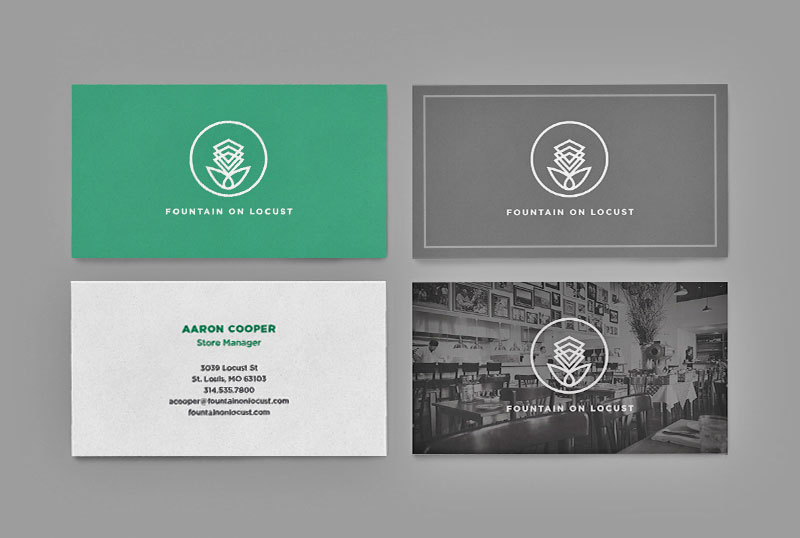 FOUNTAIN ON LOCUST
FOUNTAIN ON LOCUST
AARON COOPER
Store Manager
3039 Locust St
St. Louis, MO 63103
314.535.7800
acooper@fountainonlocust.com
fountainonlocust.com
FOUNTAIN ON LOCUST